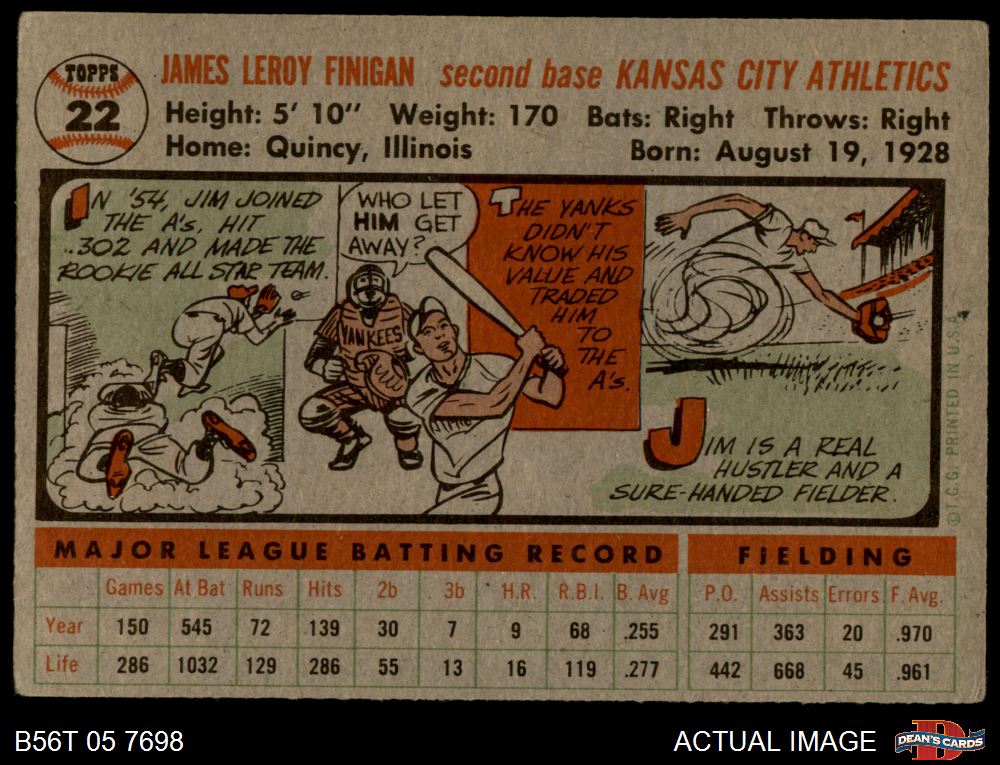 TOPPS
22
JAMES LEROY FINIGAN second base KANSAS CITY ATHLETICS
Height: 5' 10" Weight: 170 Bats: Right Throws: Right
Home: Quincy, Illinois Born: August 19, 1928
IN '54, JIM JOINED
THE A's, HIT
..302 AND MADE THE
ROOKIE ALL STAR TEAM.
WHO LET
HIM GET
AWAY?
YANKEES
THE YANKS
DIDN'T
KNOW HIS
VALUE AND
TRADED
HIM
TO
THE
A's.
JIM IS A REAL
HUSTLER AND A
SURE-HANDED FIELDER.
©T.C.G. PRINTED IN U.S.A.
MAJOR LEAGUE BATTING RECORD FIELDING
Games At Bat Runs Hits 2b 3b H.R. R.B.I. B. Avg P.O. Assists Errors F. Avg.
Year 150 545 72 139 30 7 9 68 .255 291 363 20 .970
Life 286 1032 129 286 55 13 16 119 .277 442 668 45 .961
B56T 05 7698 ACTUAL IMAGE
DEAN'S CARDS